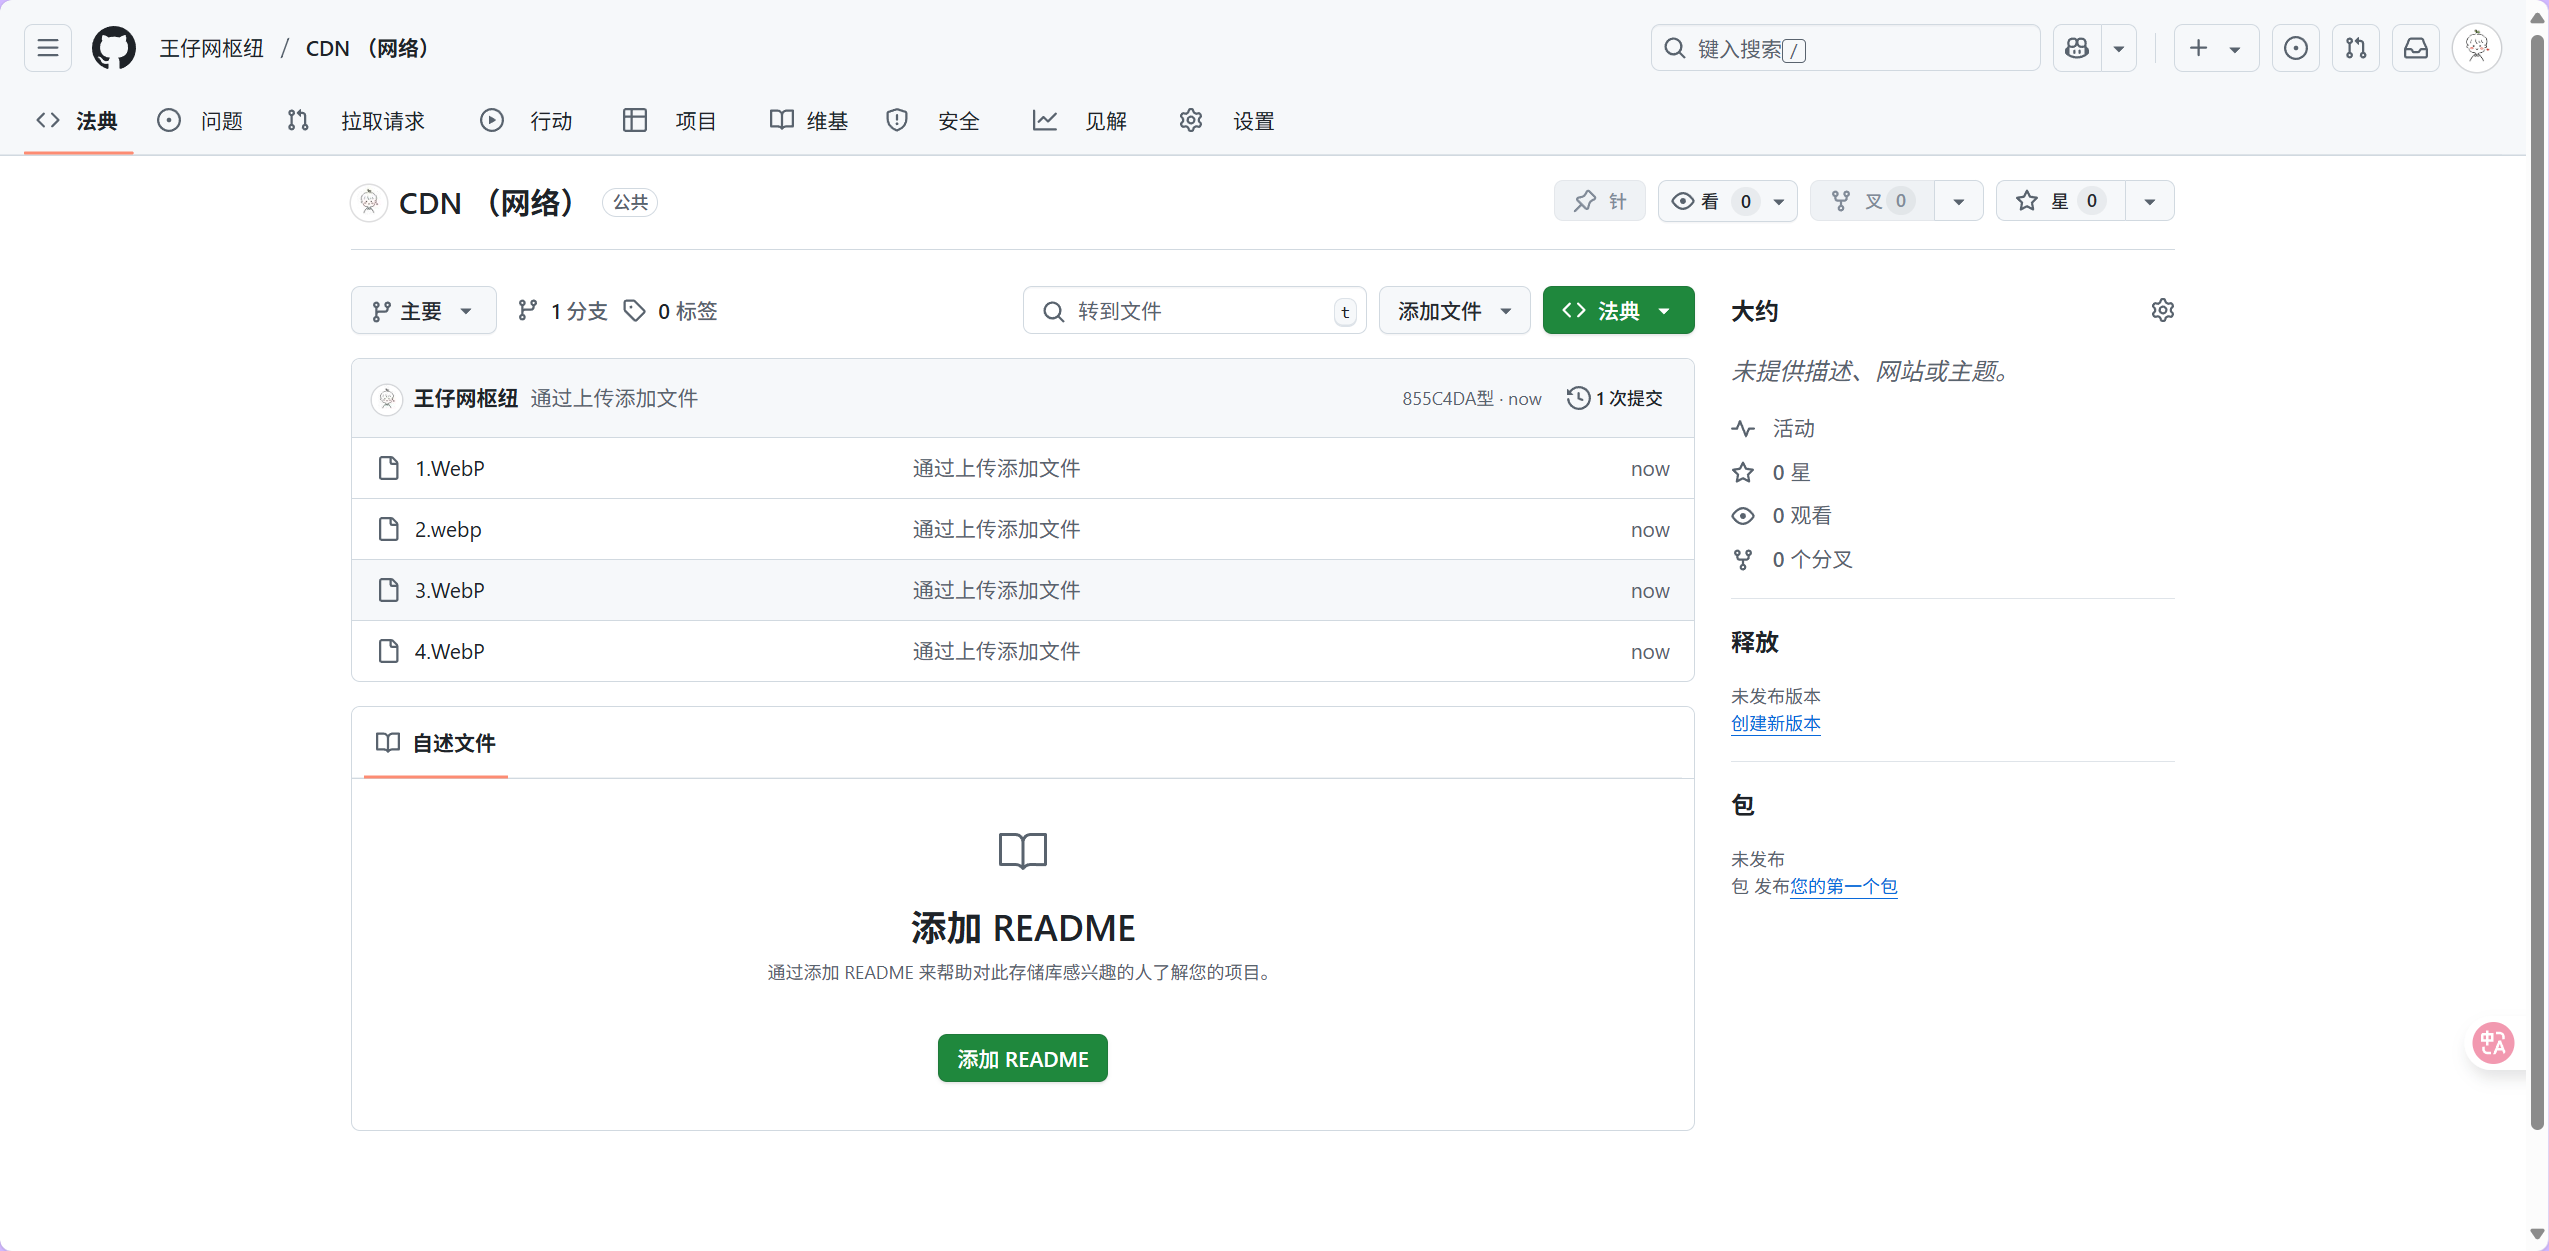 王仔网枢纽 / CDN （网络）
键入搜索 /
法典 问题 拉取请求 行动 项目 维基 安全 见解 设置
CDN （网络） 公共
针 看 0 叉 0 星 0
主要 1 分支 0 标签 转到文件 t 添加文件 法典
王仔网枢纽 通过上传添加文件 855C4DA型 · now 1 次提交
1.WebP 通过上传添加文件 now
2.webp 通过上传添加文件 now
3.WebP 通过上传添加文件 now
4.WebP 通过上传添加文件 now
自述文件
添加 README
通过添加 README 来帮助对此存储库感兴趣的人了解您的项目。
添加 README
大约
未提供描述、网站或主题。
活动
0 星
0 观看
0 个分叉
释放
未发布版本
创建新版本
包
未发布
包 发布您的第一个包
中 A